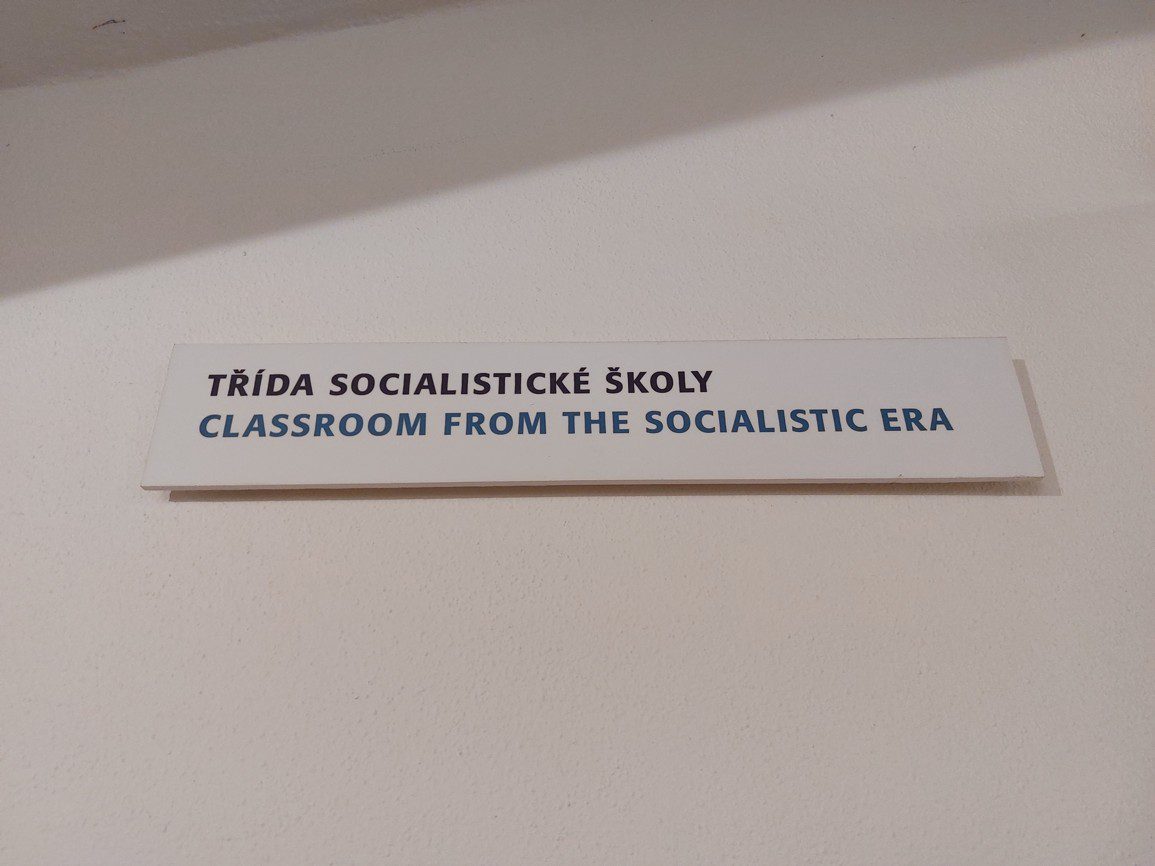 TŘÍDA SOCIALISTICKÉ ŠKOLY
CLASSROOM FROM THE SOCIALISTIC ERA